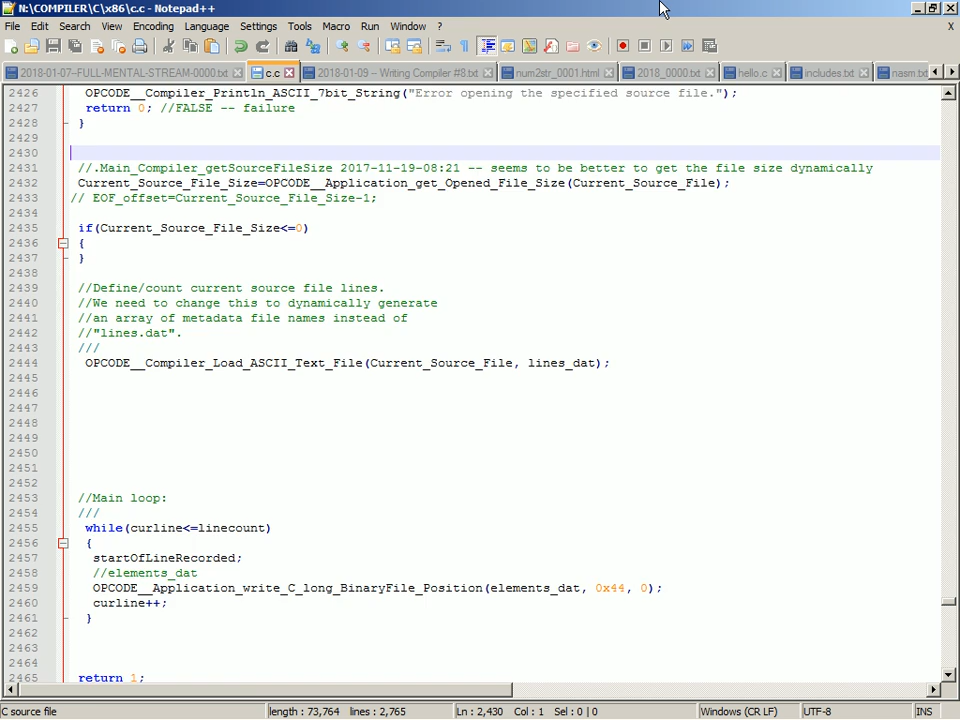 N:\COMPILER\C\x86\c.c - Notepad++
File Edit Search View Encoding Language Settings Tools Macro Run Window ? X
2018-01-07-FULL-MENTAL-STREAM-0000.txt c.c 2018-01-09 -- Writing Compiler #8.txt num2str_0001.html 2018_0000.txt hello.c includes.txt nasm.txt
2426 OPCODE__Compiler_Println_ASCII_7bit_String("Error opening the specified source file.");
2427 return 0; //FALSE -- failure
2428 }
2429
2430
2431 //.Main_Compiler_getSourceFileSize 2017-11-19-08:21 -- seems to be better to get the file size dynamically
2432 Current_Source_File_Size=OPCODE__Application_get_Opened_File_Size(Current_Source_File);
2433 // EOF_offset=Current_Source_File_Size-1;
2434
2435 if(Current_Source_File_Size<=0)
2436 {
2437 }
2438
2439 //Define/count current source file lines.
2440 //We need to change this to dynamically generate
2441 //an array of metadata file names instead of
2442 //"lines.dat".
2443 ///
2444 OPCODE__Compiler_Load_ASCII_Text_File(Current_Source_File, lines_dat);
2445
2446
2447
2448
2449
2450
2451
2452
2453 //Main loop:
2454 ///
2455 while(curline<=linecount)
2456 {
2457 startOfLineRecorded;
2458 //elements_dat
2459 OPCODE__Application_write_C_long_BinaryFile_Position(elements_dat, 0x44, 0);
2460 curline++;
2461 }
2462
2463
2464
2465 return 1;
C source file length : 73,764 lines : 2,765 Ln : 2,430 Col : 1 Sel : 0 | 0 Windows (CR LF) UTF-8 INS